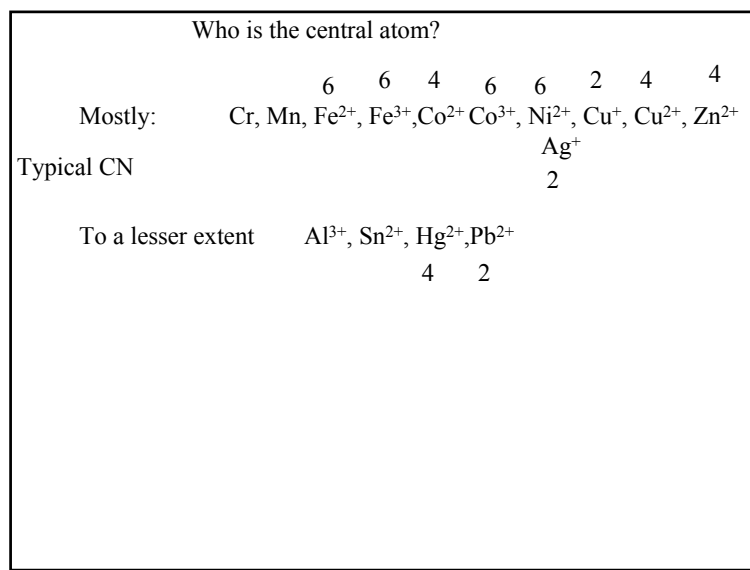 Who is the central atom?
6 6 4 6 6 2 4 4
Mostly: Cr, Mn, Fe²⁺, Fe³⁺,Co²⁺ Co³⁺, Ni²⁺, Cu⁺, Cu²⁺, Zn²⁺
Ag⁺
Typical CN
2
To a lesser extent Al³⁺, Sn²⁺, Hg²⁺,Pb²⁺
4 2